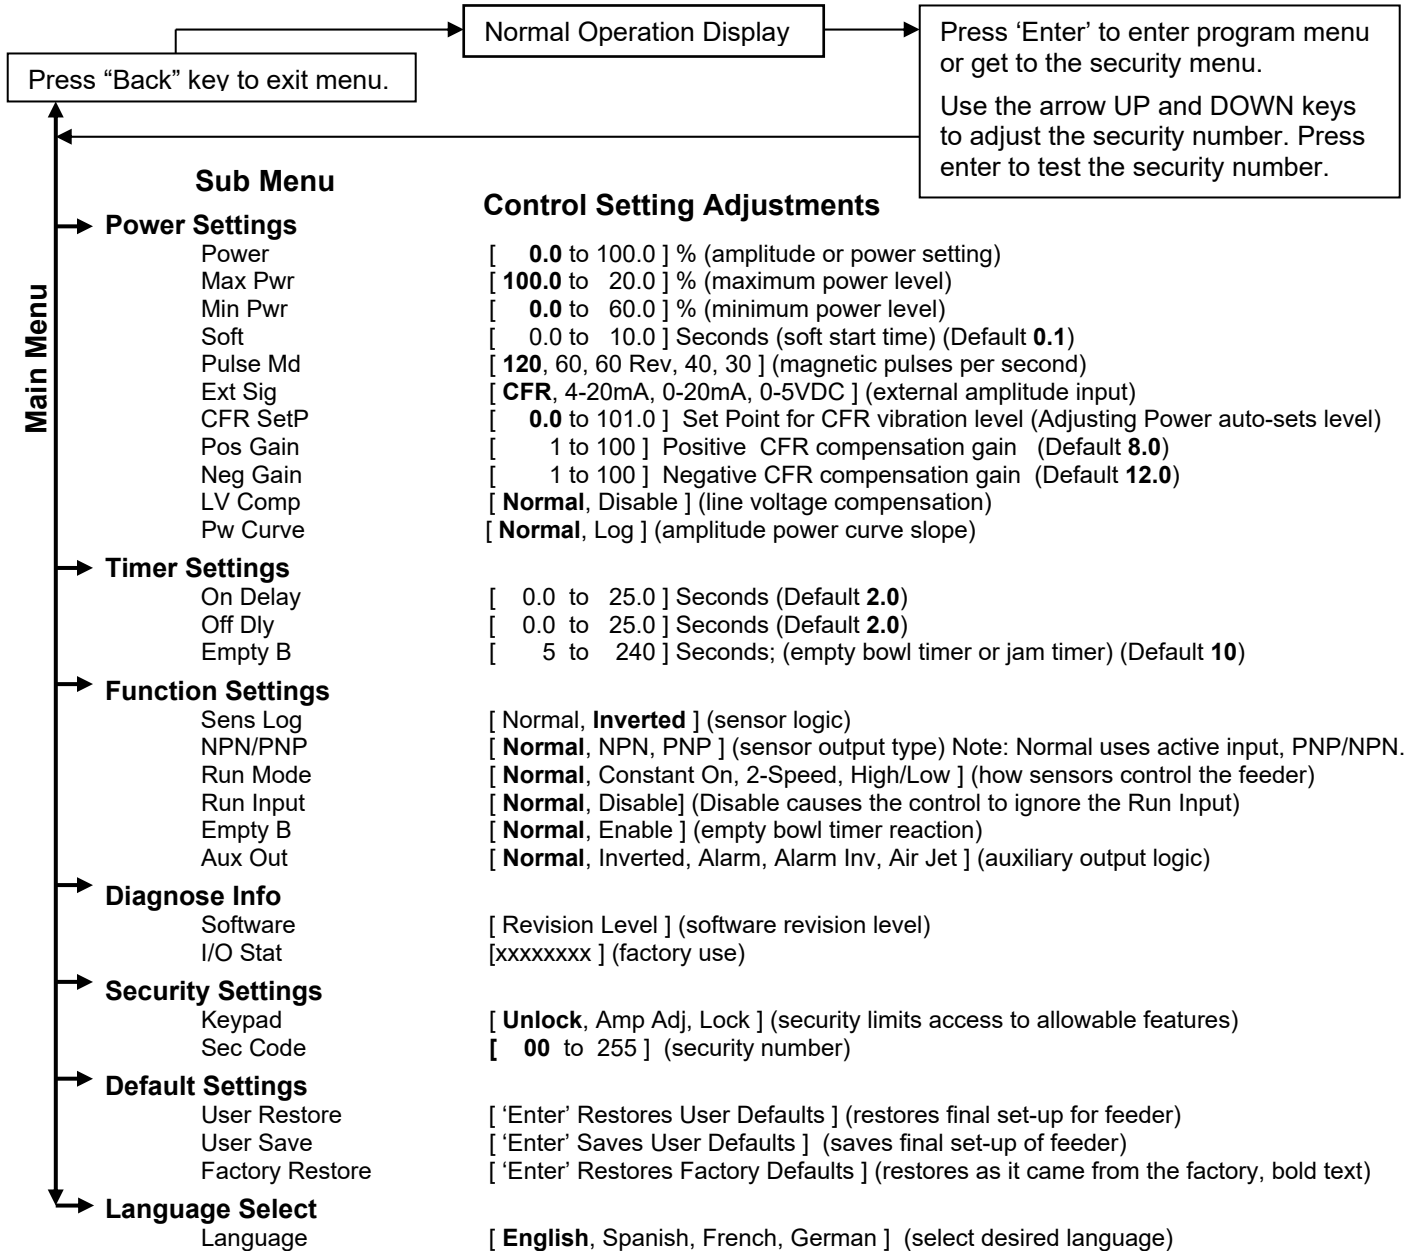 Normal Operation Display
Press ‘Enter’ to enter program menu
or get to the security menu.
Use the arrow UP and DOWN keys
to adjust the security number. Press
enter to test the security number.
Press “Back” key to exit menu.
Main Menu
Sub Menu
Control Setting Adjustments
Power Settings
Power [ 0.0 to 100.0 ] % (amplitude or power setting)
Max Pwr [ 100.0 to 20.0 ] % (maximum power level)
Min Pwr [ 0.0 to 60.0 ] % (minimum power level)
Soft [ 0.0 to 10.0 ] Seconds (soft start time) (Default 0.1)
Pulse Md [ 120, 60, 60 Rev, 40, 30 ] (magnetic pulses per second)
Ext Sig [ CFR, 4-20mA, 0-20mA, 0-5VDC ] (external amplitude input)
CFR SetP [ 0.0 to 101.0 ] Set Point for CFR vibration level (Adjusting Power auto-sets level)
Pos Gain [ 1 to 100 ] Positive CFR compensation gain (Default 8.0)
Neg Gain [ 1 to 100 ] Negative CFR compensation gain (Default 12.0)
LV Comp [ Normal, Disable ] (line voltage compensation)
Pw Curve [ Normal, Log ] (amplitude power curve slope)
Timer Settings
On Delay [ 0.0 to 25.0 ] Seconds (Default 2.0)
Off Dly [ 0.0 to 25.0 ] Seconds (Default 2.0)
Empty B [ 5 to 240 ] Seconds; (empty bowl timer or jam timer) (Default 10)
Function Settings
Sens Log [ Normal, Inverted ] (sensor logic)
NPN/PNP [ Normal, NPN, PNP ] (sensor output type) Note: Normal uses active input, PNP/NPN.
Run Mode [ Normal, Constant On, 2-Speed, High/Low ] (how sensors control the feeder)
Run Input [ Normal, Disable] (Disable causes the control to ignore the Run Input)
Empty B [ Normal, Enable ] (empty bowl timer reaction)
Aux Out [ Normal, Inverted, Alarm, Alarm Inv, Air Jet ] (auxiliary output logic)
Diagnose Info
Software [ Revision Level ] (software revision level)
I/O Stat [xxxxxxxx ] (factory use)
Security Settings
Keypad [ Unlock, Amp Adj, Lock ] (security limits access to allowable features)
Sec Code [ 00 to 255 ] (security number)
Default Settings
User Restore [ ‘Enter’ Restores User Defaults ] (restores final set-up for feeder)
User Save [ ‘Enter’ Saves User Defaults ] (saves final set-up of feeder)
Factory Restore [ ‘Enter’ Restores Factory Defaults ] (restores as it came from the factory, bold text)
Language Select
Language [ English, Spanish, French, German ] (select desired language)